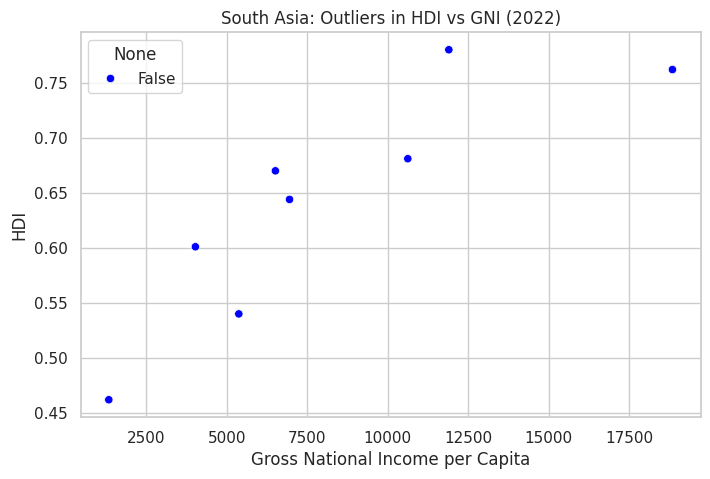 South Asia: Outliers in HDI vs GNI (2022)
None
False
0.75
0.70
0.65
0.60
0.55
0.50
0.45
HDI
2500 5000 7500 10000 12500 15000 17500
Gross National Income per Capita